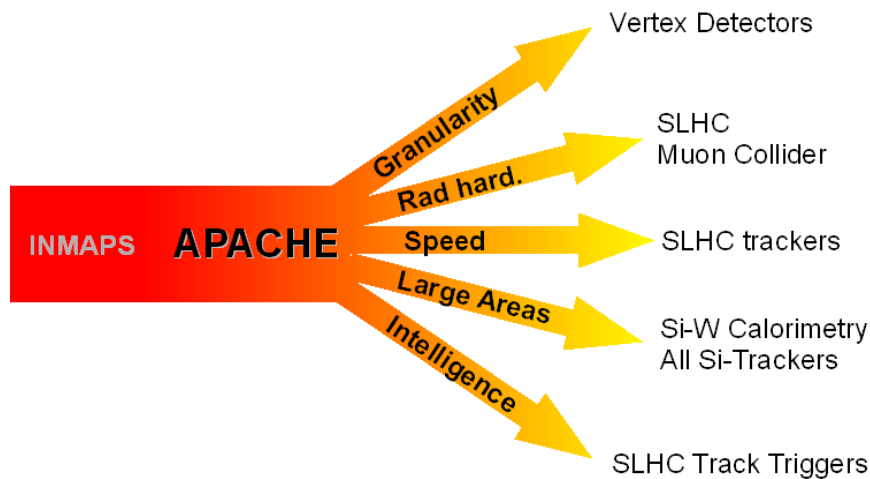 Vertex Detectors
Granularity
SLHC
Muon Collider
Rad hard.
INMAPS
APACHE
Speed
SLHC trackers
Large Areas
Si-W Calorimetry
All Si-Trackers
Intelligence
SLHC Track Triggers